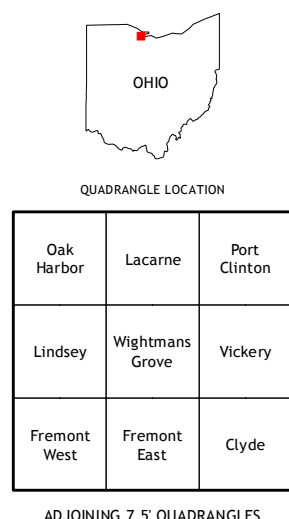 OHIO
QUADRANGLE LOCATION
Oak
Harbor
Lacarne
Port
Clinton
Lindsey
Wightmans
Grove
Vickery
Fremont
West
Fremont
East
Clyde
ADJOINING 7.5' QUADRANGLES